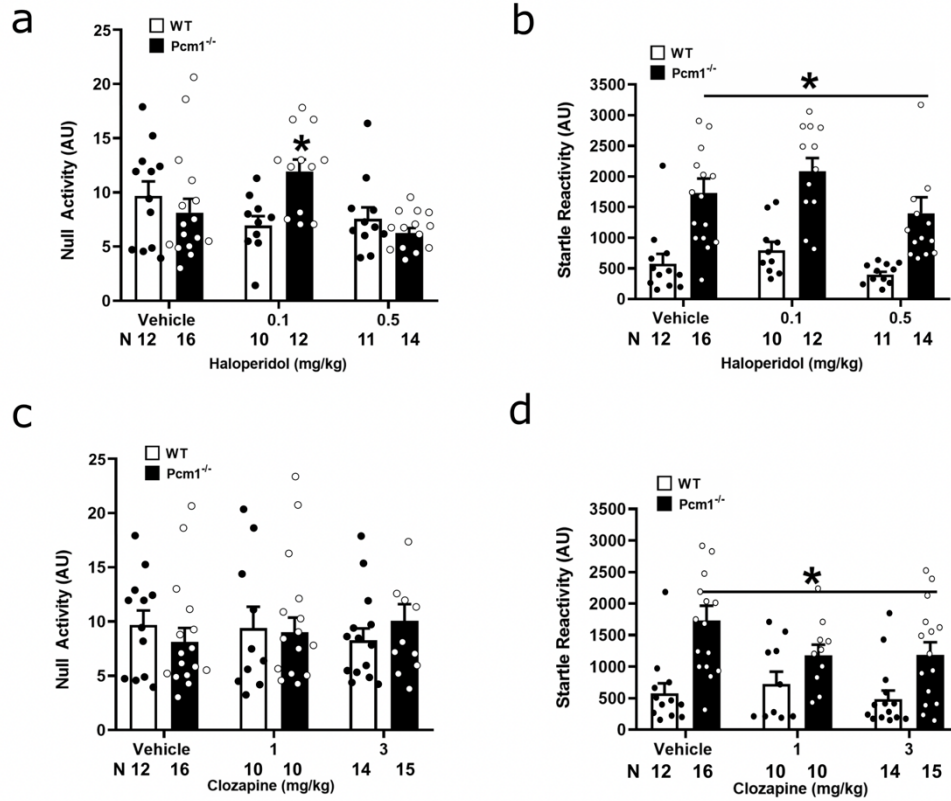 a
WT
Pcm1-/-
25
20
15
10
5
0
Null Activity (AU)
*
Vehicle 0.1 0.5
N 12 16 10 12 11 14
Haloperidol (mg/kg)
b
WT
Pcm1-/-
3500
3000
2500
2000
1500
1000
500
0
Startle Reactivity (AU)
*
Vehicle 0.1 0.5
N 12 16 10 12 11 14
Haloperidol (mg/kg)
c
WT
Pcm1-/-
25
20
15
10
5
0
Null Activity (AU)
Vehicle 1 3
N 12 16 10 10 14 15
Clozapine (mg/kg)
d
WT
Pcm1-/-
3500
3000
2500
2000
1500
1000
500
0
Startle Reactivity (AU)
*
Vehicle 1 3
N 12 16 10 10 14 15
Clozapine (mg/kg)